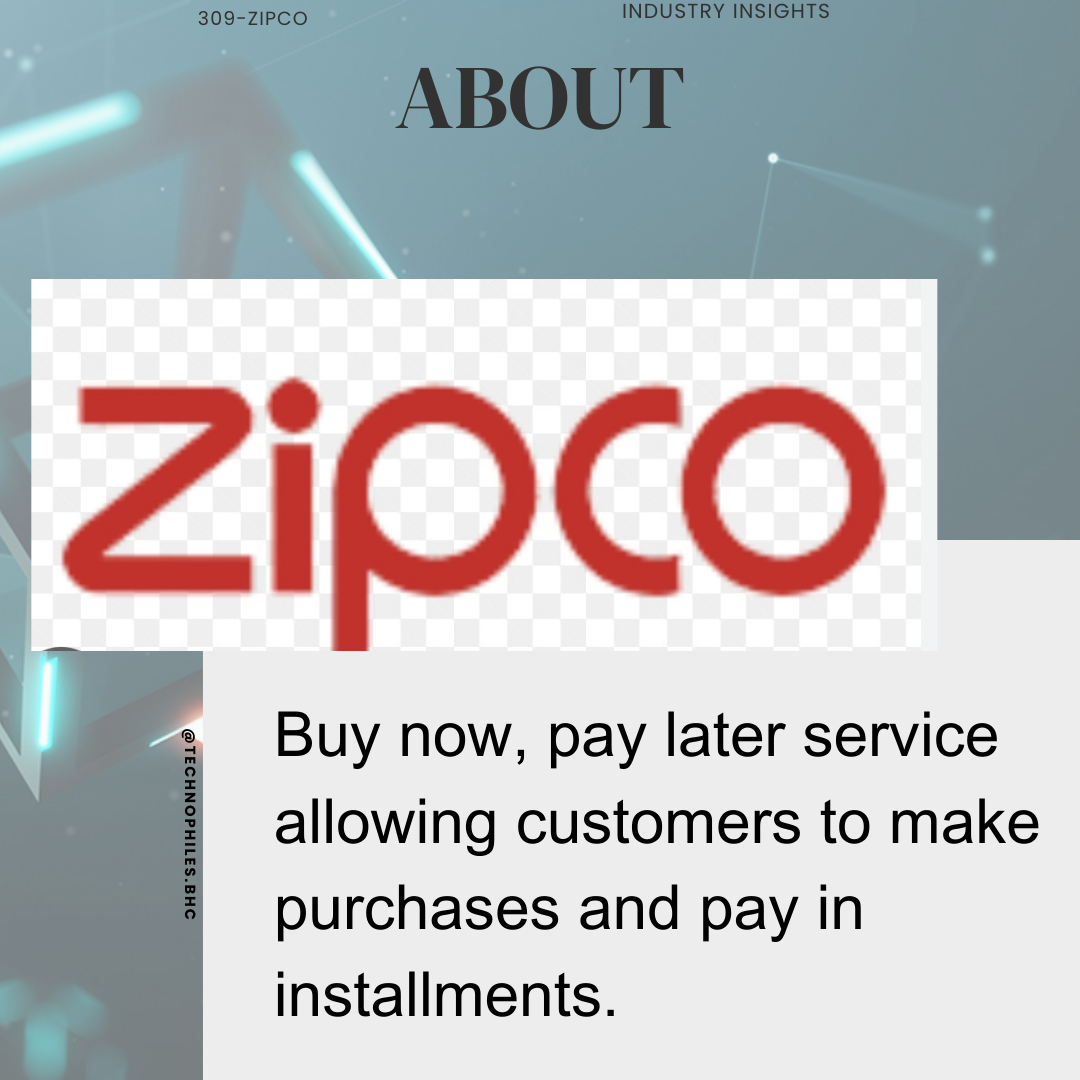 309-ZIPCO
INDUSTRY INSIGHTS
ABOUT
zipco
@TECHNOPHILES.BHC
Buy now, pay later service
allowing customers to make
purchases and pay in
installments.